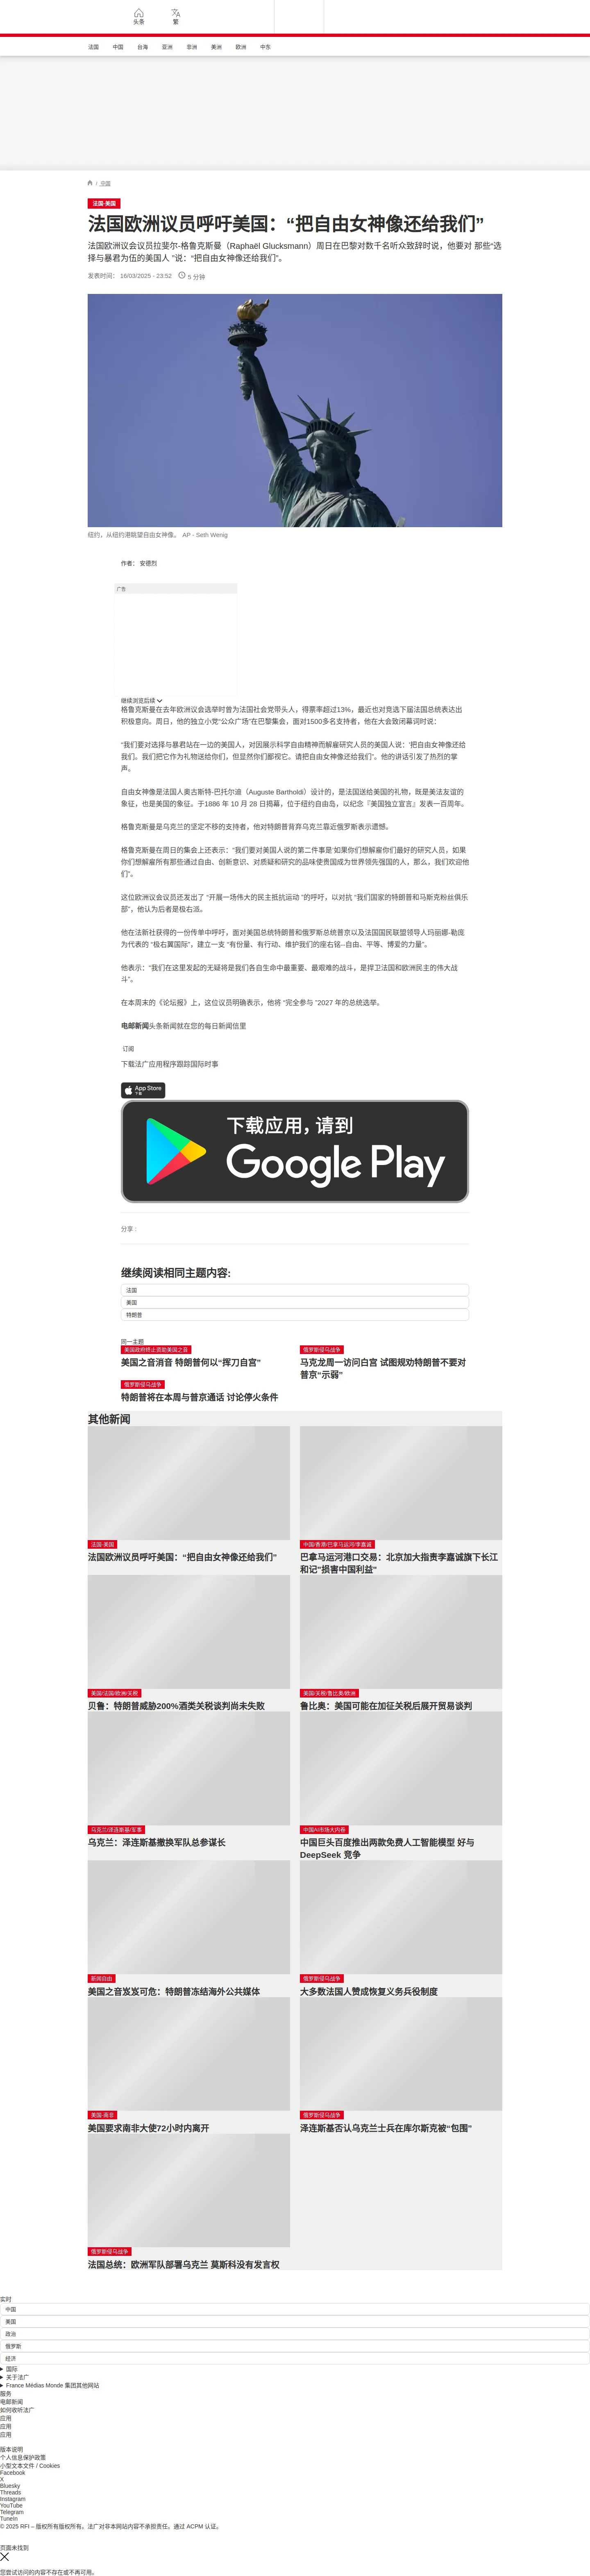 头条
繁
法国
中国
台海
亚洲
非洲
美洲
欧洲
中东
/ 法国
法国-美国
法国欧洲议员呼吁美国：“把自由女神像还给我们”
法国欧洲议会议员拉斐尔-格鲁克斯曼（Raphaël Glucksmann）周日在巴黎对数千名听众致辞时说，他要对 那些“选
择与暴君为伍的美国人 ”说：“把自由女神像还给我们”。
发表时间： 16/03/2025 - 23:52
5 分钟
纽约，从纽约港眺望自由女神像。 AP - Seth Wenig
作者： 安德烈
广告
继续浏览后续
格鲁克斯曼在去年欧洲议会选举时曾为法国社会党带头人，得票率超过13%，最近也对竞选下届法国总统表达出
积极意向。周日，他的独立小党“公众广场”在巴黎集会，面对1500多名支持者，他在大会致闭幕词时说：
“我们要对选择与暴君站在一边的美国人，对因展示科学自由精神而解雇研究人员的美国人说：‘把自由女神像还给
我们。我们把它作为礼物送给你们，但显然你们鄙视它。请把自由女神像还给我们”。他的讲话引发了热烈的掌
声。
自由女神像是法国人奥古斯特-巴托尔迪（Auguste Bartholdi）设计的，是法国送给美国的礼物，既是美法友谊的
象征，也是美国的象征。于1886 年 10 月 28 日揭幕，位于纽约自由岛，以纪念『美国独立宣言』发表一百周年。
格鲁克斯曼是乌克兰的坚定不移的支持者，他对特朗普背弃乌克兰靠近俄罗斯表示遗憾。
格鲁克斯曼在周日的集会上还表示：“我们要对美国人说的第二件事是‘如果你们想解雇你们最好的研究人员，如果
你们想解雇所有那些通过自由、创新意识、对质疑和研究的品味使贵国成为世界领先强国的人，那么，我们欢迎他
们”。
这位欧洲议会议员还发出了 “开展一场伟大的民主抵抗运动 ”的呼吁，以对抗 “我们国家的特朗普和马斯克粉丝俱乐
部”，他认为后者是极右派。
他在法新社获得的一份传单中呼吁，面对美国总统特朗普和俄罗斯总统普京以及法国国民联盟领导人玛丽娜-勒庞
为代表的 “极右翼国际”，建立一支 “有份量、有行动、维护我们的座右铭--自由、平等、博爱的力量”。
他表示：“我们在这里发起的无疑将是我们各自生命中最重要、最艰难的战斗，是捍卫法国和欧洲民主的伟大战
斗”。
在本周末的《论坛报》上，这位议员明确表示，他将 “完全参与 ”2027 年的总统选举。
电邮新闻头条新闻就在您的每日新闻信里
订阅
下载法广应用程序跟踪国际时事
App Store
下载
下载应用，请到
Google Play
分享 :
继续阅读相同主题内容:
法国
美国
特朗普
同一主题
美国政府终止资助美国之音
美国之音消音 特朗普何以“挥刀自宫”
俄罗斯侵乌战争
马克龙周一访问白宫 试图规劝特朗普不要对
普京“示弱”
俄罗斯侵乌战争
特朗普将在本周与普京通话 讨论停火条件
其他新闻
法国-美国
法国欧洲议员呼吁美国：“把自由女神像还给我们”
中国/香港/巴拿马运河/李嘉诚
巴拿马运河港口交易：北京加大指责李嘉诚旗下长江
和记“损害中国利益”
美国/法国/欧洲/关税
贝鲁：特朗普威胁200%酒类关税谈判尚未失败
美国/关税/鲁比奥/欧洲
鲁比奥：美国可能在加征关税后展开贸易谈判
乌克兰/泽连斯基/军事
乌克兰：泽连斯基撤换军队总参谋长
中国AI市场大内卷
中国巨头百度推出两款免费人工智能模型 好与
DeepSeek 竞争
新闻自由
美国之音岌岌可危：特朗普冻结海外公共媒体
俄罗斯侵乌战争
大多数法国人赞成恢复义务兵役制度
美国-南非
美国要求南非大使72小时内离开
俄罗斯侵乌战争
泽连斯基否认乌克兰士兵在库尔斯克被“包围”
俄罗斯侵乌战争
法国总统：欧洲军队部署乌克兰 莫斯科没有发言权
实时
中国
美国
政治
俄罗斯
经济
国际
关于法广
France Médias Monde 集团其他网站
服务
电邮新闻
如何收听法广
应用
应用
应用
版本说明
个人信息保护政策
小型文本文件 / Cookies
Facebook
X
Bluesky
Threads
Instagram
YouTube
Telegram
TuneIn
© 2025 RFI – 版权所有版权所有。法广对非本网站内容不承担责任。通过 ACPM 认证。
页面未找到
您尝试访问的内容不存在或不再可用。